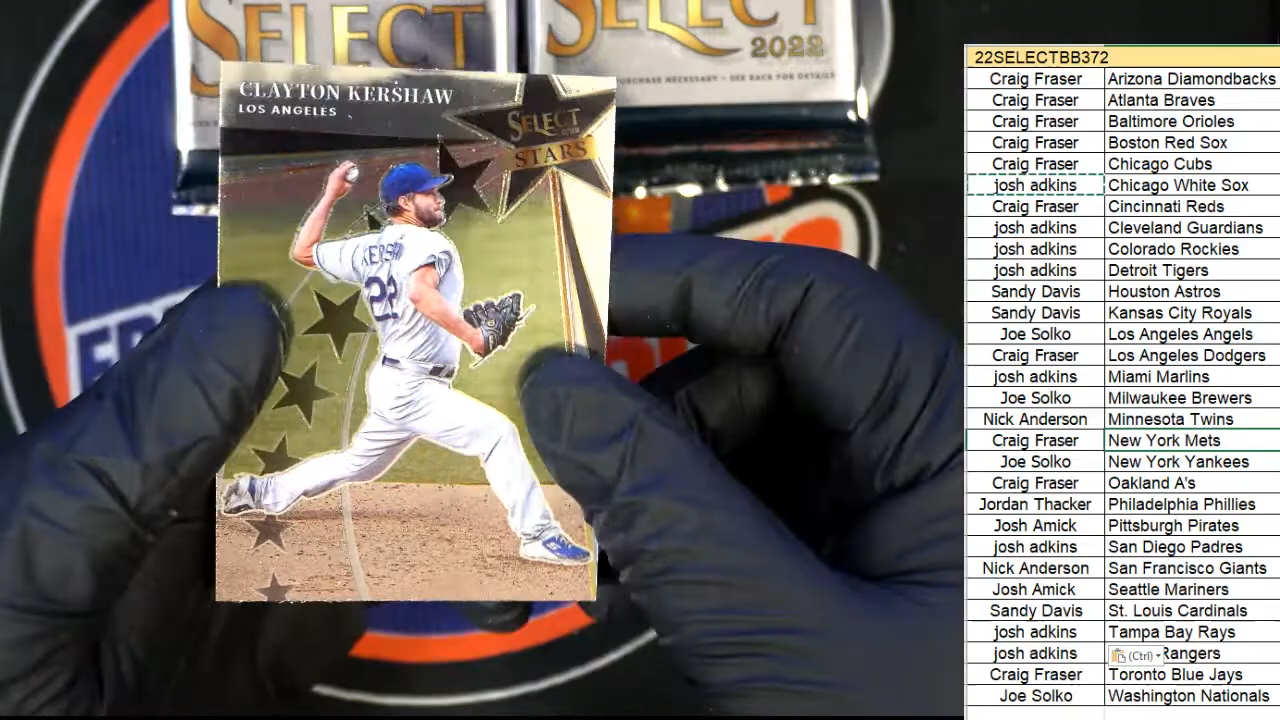 SELECT
SELECT
2022
PURCHASE NECESSARY • SEE BACK FOR DETAILS
CLAYTON KERSHAW
LOS ANGELES
SELECT
STARS
KERSH
22
22SELECTBB372
Craig Fraser Arizona Diamondbacks
Craig Fraser Atlanta Braves
Craig Fraser Baltimore Orioles
Craig Fraser Boston Red Sox
Craig Fraser Chicago Cubs
josh adkins Chicago White Sox
Craig Fraser Cincinnati Reds
josh adkins Cleveland Guardians
josh adkins Colorado Rockies
josh adkins Detroit Tigers
Sandy Davis Houston Astros
Sandy Davis Kansas City Royals
Joe Solko Los Angeles Angels
Craig Fraser Los Angeles Dodgers
josh adkins Miami Marlins
Joe Solko Milwaukee Brewers
Nick Anderson Minnesota Twins
Craig Fraser New York Mets
Joe Solko New York Yankees
Craig Fraser Oakland A's
Jordan Thacker Philadelphia Phillies
Josh Amick Pittsburgh Pirates
josh adkins San Diego Padres
Nick Anderson San Francisco Giants
Josh Amick Seattle Mariners
Sandy Davis St. Louis Cardinals
josh adkins Tampa Bay Rays
josh adkins (Ctrl) Rangers
Craig Fraser Toronto Blue Jays
Joe Solko Washington Nationals